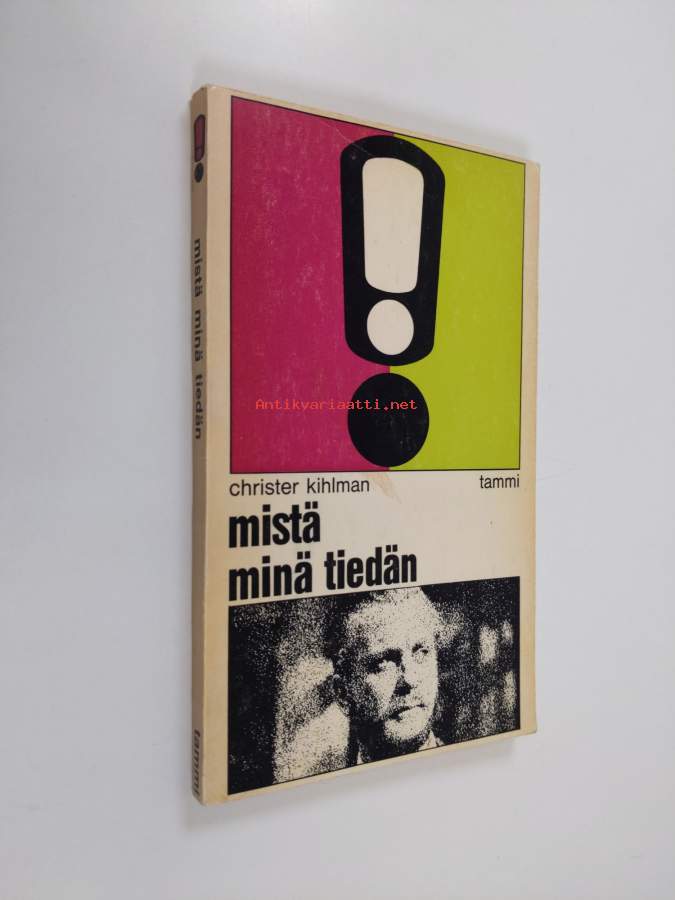 mistä minä tiedän
tammi
Antikvariaatti.net
christer kihlman
tammi
mistä
minä tiedän